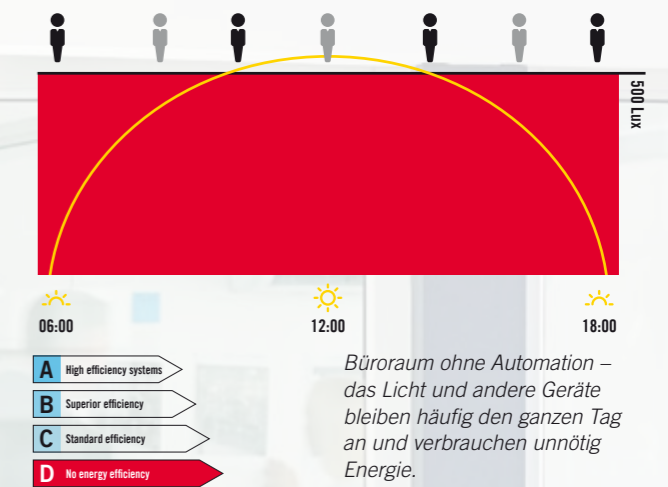 500 Lux
06:00
12:00
18:00
A High efficiency systems
B Superior efficiency
C Standard efficiency
D No energy efficiency
Büroraum ohne Automation –
das Licht und andere Geräte
bleiben häufig den ganzen Tag
an und verbrauchen unnötig
Energie.